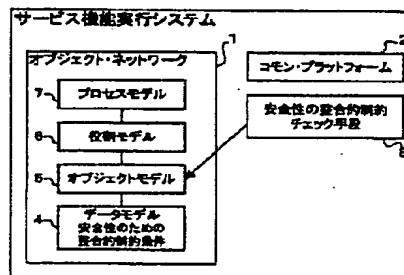 サービス機能実行システム
1
オブジェクト・ネットワーク
2
コモン・プラットフォーム
7
プロセスモデル
安全性の整合的制約
チェック手段
6
役割モデル
8
5
オブジェクトモデル
4
データモデル
安全性のための
整合的制約条件